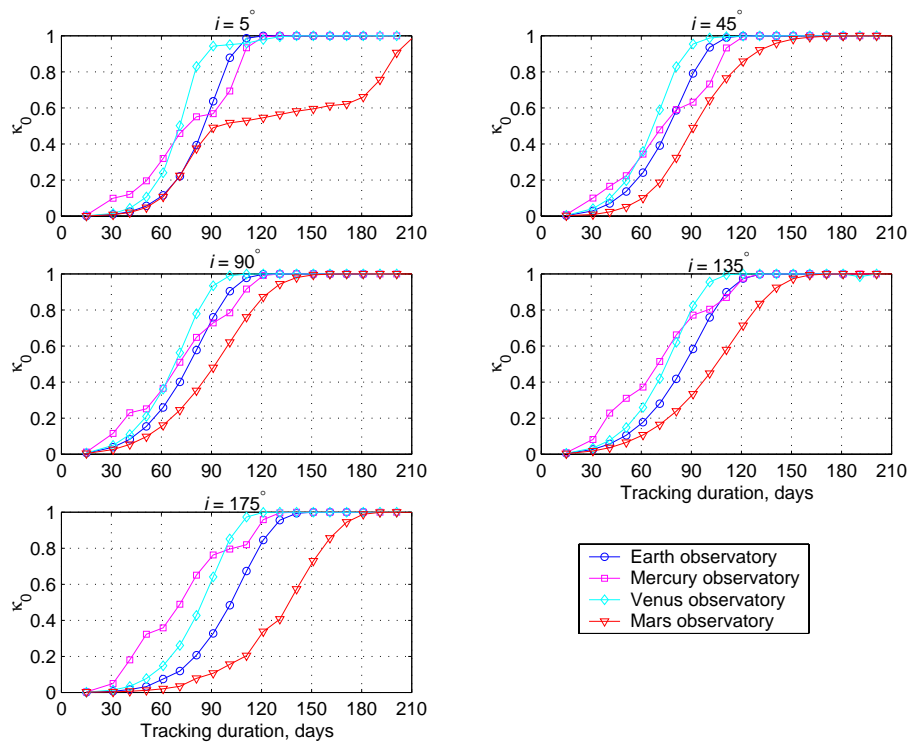 i = 5°
1
0.8
0.6
0.4
0.2
0
κ₀
0 30 60 90 120 150 180 210
i = 45°
1
0.8
0.6
0.4
0.2
0
κ₀
0 30 60 90 120 150 180 210
i = 90°
1
0.8
0.6
0.4
0.2
0
κ₀
0 30 60 90 120 150 180 210
i = 135°
1
0.8
0.6
0.4
0.2
0
κ₀
0 30 60 90 120 150 180 210
Tracking duration, days
i = 175°
1
0.8
0.6
0.4
0.2
0
κ₀
0 30 60 90 120 150 180 210
Tracking duration, days
Earth observatory
Mercury observatory
Venus observatory
Mars observatory